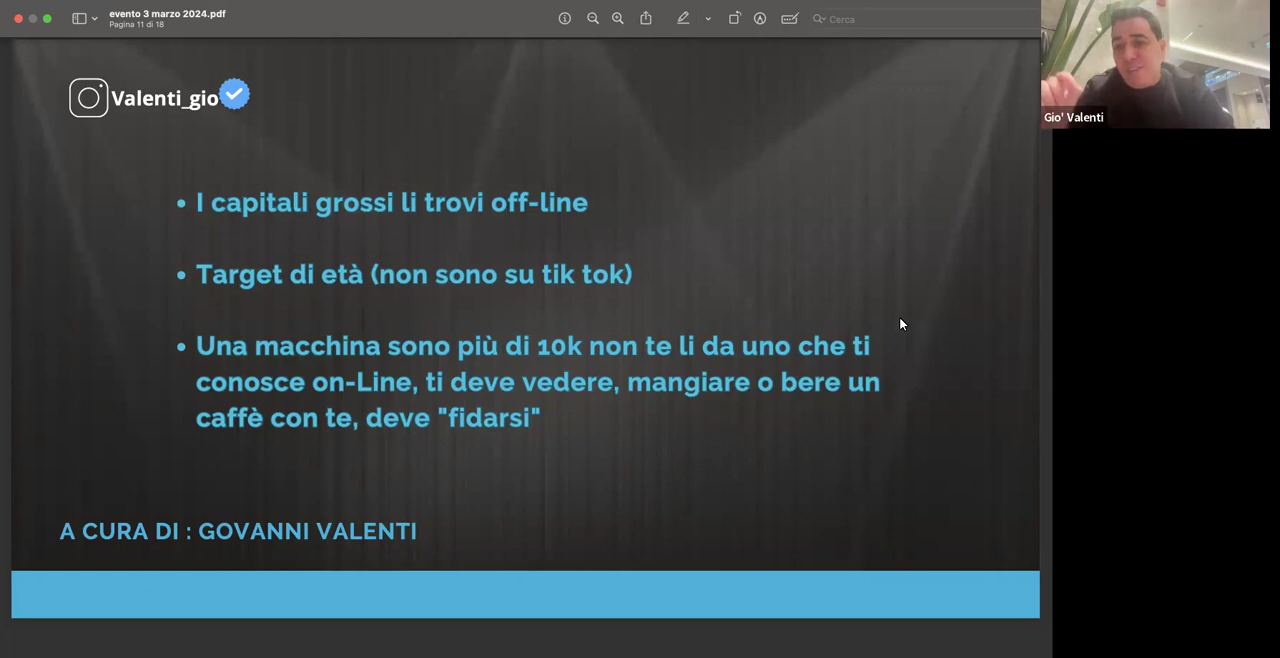 evento 3 marzo 2024.pdf
Pagina 11 di 18
Cerca
Gio' Valenti
Valenti_gio
• I capitali grossi li trovi off-line
• Target di età (non sono su tik tok)
• Una macchina sono più di 10k non te li da uno che ti
conosce on-Line, ti deve vedere, mangiare o bere un
caffè con te, deve "fidarsi"
A CURA DI : GOVANNI VALENTI